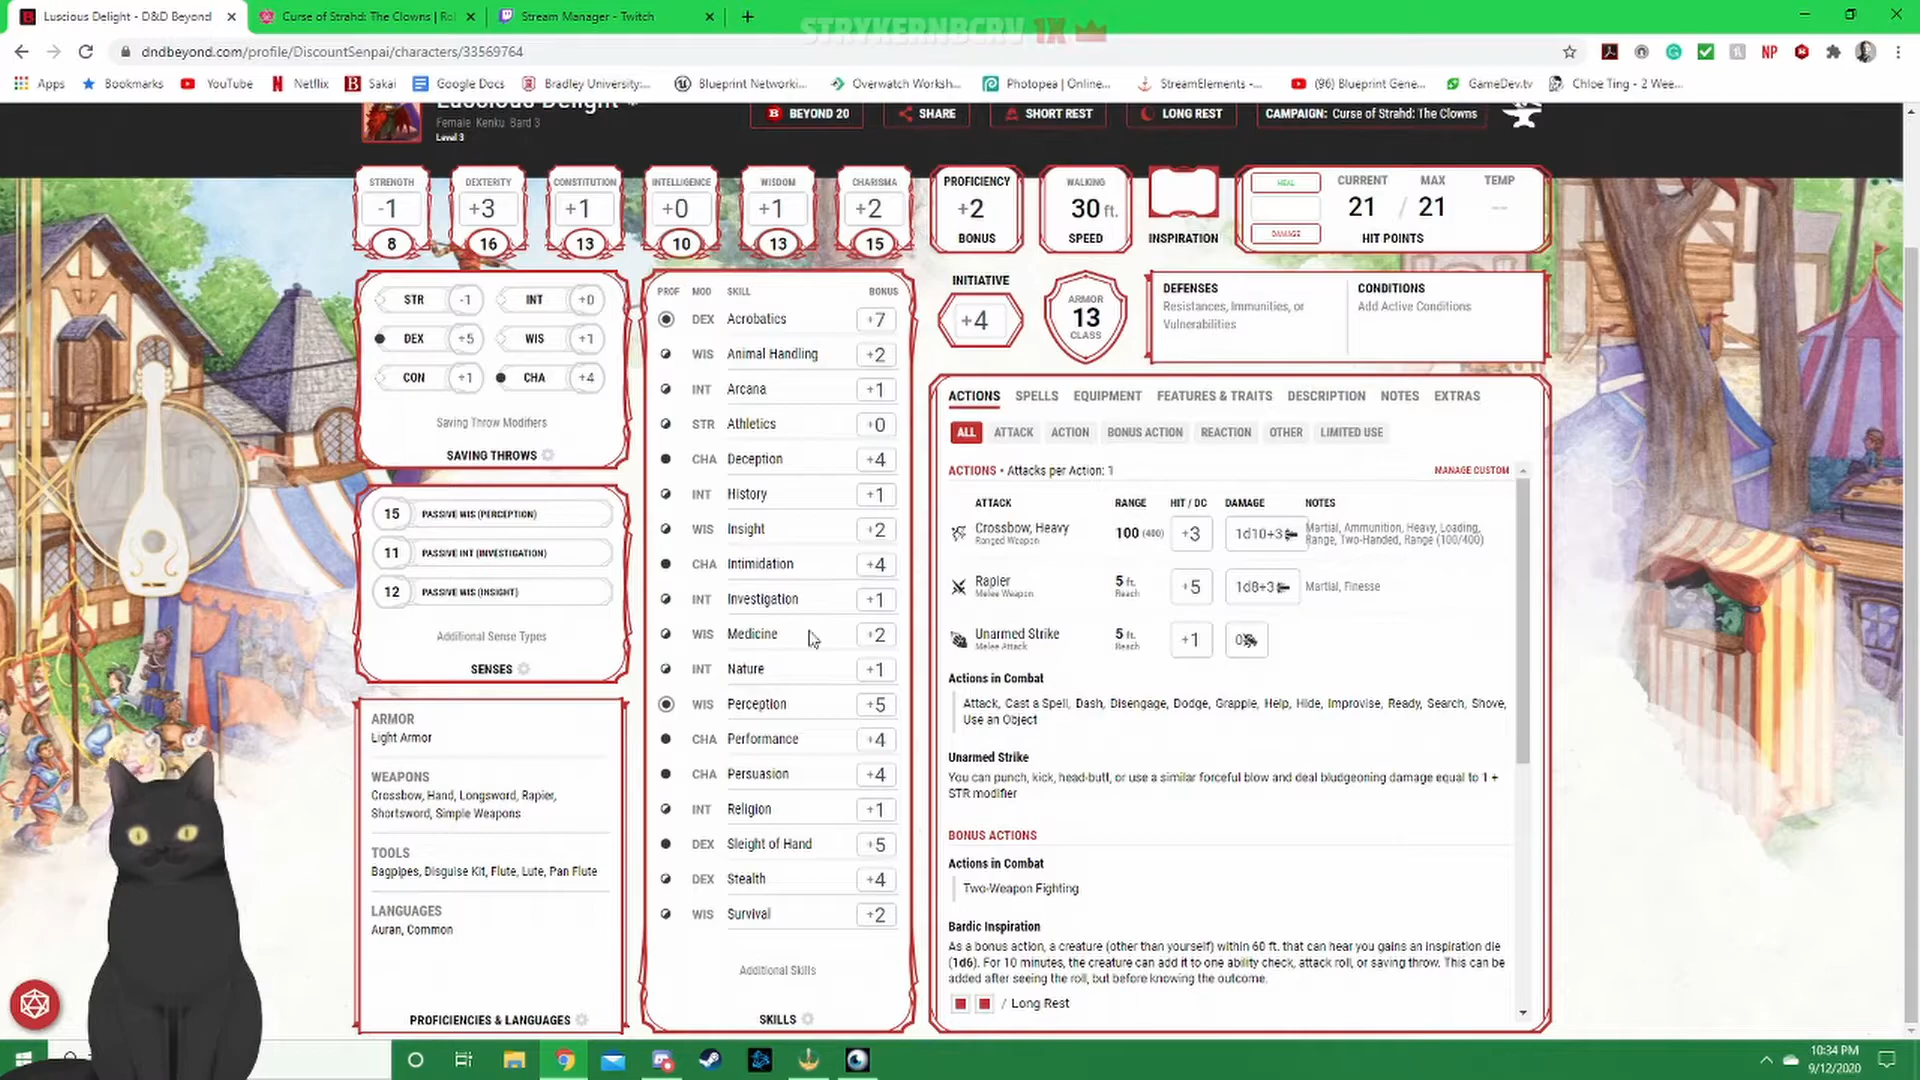 Luscious Delight - D&D Beyond
Curse of Strahd: The Clowns | Rol
Stream Manager - Twitch
STRYKERNBCRV 1X
dndbeyond.com/profile/DiscountSenpai/characters/33569764
Apps
Bookmarks
YouTube
Netflix
Sakai
Google Docs
Bradley University:...
Blueprint Networki...
Overwatch Worksh...
Photopea | Online...
StreamElements -...
(96) Blueprint Gene...
GameDev.tv
Chloe Ting - 2 Wee...
NP
Luscious Delight
Female Kenku Bard 3
Level 3
BEYOND 20
SHARE
SHORT REST
LONG REST
CAMPAIGN: Curse of Strahd: The Clowns
STRENGTH
-1
8
DEXTERITY
+3
16
CONSTITUTION
+1
13
INTELLIGENCE
+0
10
WISDOM
+1
13
CHARISMA
+2
15
PROFICIENCY
+2
BONUS
WALKING
30 ft.
SPEED
INSPIRATION
HEAL
DAMAGE
CURRENT MAX TEMP
21 / 21 --
HIT POINTS
STR -1 INT +0
DEX +5 WIS +1
CON +1 CHA +4
Saving Throw Modifiers
SAVING THROWS
15 PASSIVE WIS (PERCEPTION)
11 PASSIVE INT (INVESTIGATION)
12 PASSIVE WIS (INSIGHT)
Additional Sense Types
SENSES
ARMOR
Light Armor
WEAPONS
Crossbow, Hand, Longsword, Rapier,
Shortsword, Simple Weapons
TOOLS
Bagpipes, Disguise Kit, Flute, Lute, Pan Flute
LANGUAGES
Auran, Common
PROFICIENCIES & LANGUAGES
PROF MOD SKILL BONUS
DEX Acrobatics +7
WIS Animal Handling +2
INT Arcana +1
STR Athletics +0
CHA Deception +4
INT History +1
WIS Insight +2
CHA Intimidation +4
INT Investigation +1
WIS Medicine +2
INT Nature +1
WIS Perception +5
CHA Performance +4
CHA Persuasion +4
INT Religion +1
DEX Sleight of Hand +5
DEX Stealth +4
WIS Survival +2
Additional Skills
SKILLS
INITIATIVE
+4
ARMOR
13
CLASS
DEFENSES
Resistances, Immunities, or
Vulnerabilities
CONDITIONS
Add Active Conditions
ACTIONS SPELLS EQUIPMENT FEATURES & TRAITS DESCRIPTION NOTES EXTRAS
ALL ATTACK ACTION BONUS ACTION REACTION OTHER LIMITED USE
ACTIONS • Attacks per Action: 1
MANAGE CUSTOM
ATTACK RANGE HIT / DC DAMAGE NOTES
Crossbow, Heavy
Ranged Weapon
100 (400)
+3
1d10+3
Martial, Ammunition, Heavy, Loading,
Range, Two-Handed, Range (100/400)
Rapier
Melee Weapon
5 ft.
Reach
+5
1d8+3
Martial, Finesse
Unarmed Strike
Melee Attack
5 ft.
Reach
+1
0
Actions in Combat
Attack, Cast a Spell, Dash, Disengage, Dodge, Grapple, Help, Hide, Improvise, Ready, Search, Shove,
Use an Object
Unarmed Strike
You can punch, kick, head-butt, or use a similar forceful blow and deal bludgeoning damage equal to 1 +
STR modifier
BONUS ACTIONS
Actions in Combat
Two-Weapon Fighting
Bardic Inspiration
As a bonus action, a creature (other than yourself) within 60 ft. that can hear you gains an inspiration die
(1d6). For 10 minutes, the creature can add it to one ability check, attack roll, or saving throw. This can be
added after seeing the roll, but before knowing the outcome.
/ Long Rest
10:34 PM
9/12/2020